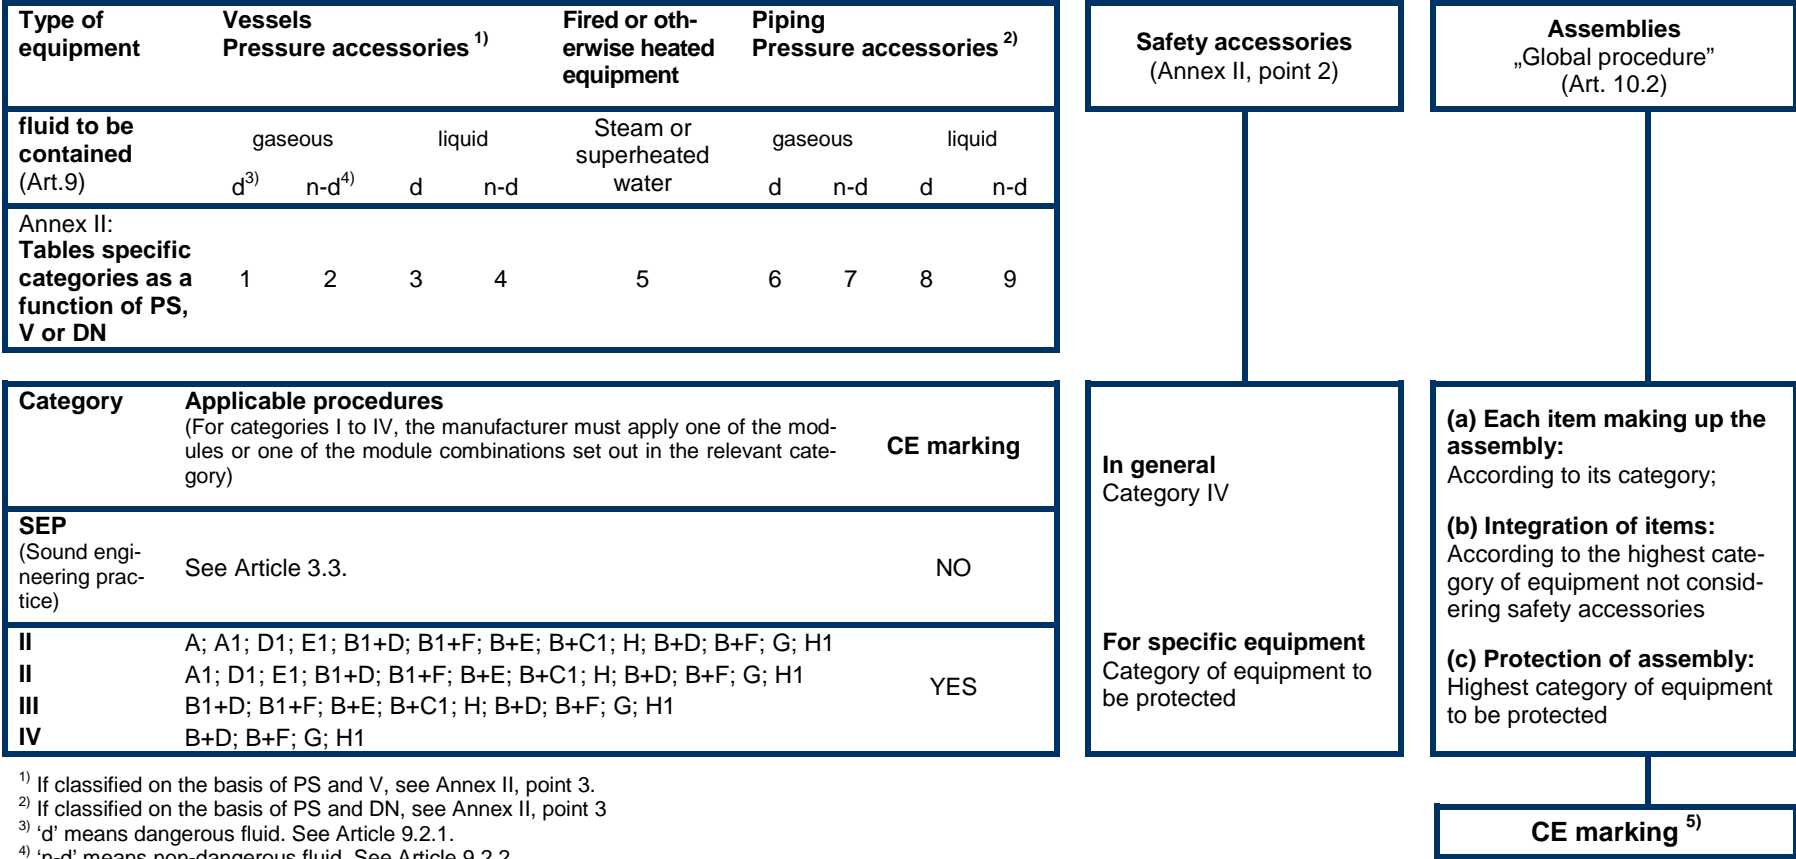 Type of equipment
Vessels
Pressure accessories 1)
Fired or oth-
erwise heated
equipment
Piping
Pressure accessories 2)
fluid to be
contained
(Art.9)
gaseous
liquid
Steam or
superheated
water
gaseous
liquid
d3)
n-d4)
d
n-d
d
n-d
d
n-d
Annex II:
Tables specific
categories as a
function of PS,
V or DN
1
2
3
4
5
6
7
8
9
Category
Applicable procedures
(For categories I to IV, the manufacturer must apply one of the mod-
ules or one of the module combinations set out in the relevant cate-
gory)
CE marking
SEP
(Sound engi-
neering prac-
tice)
See Article 3.3.
NO
II
A; A1; D1; E1; B1+D; B1+F; B+E; B+C1; H; B+D; B+F; G; H1
II
A1; D1; E1; B1+D; B1+F; B+E; B+C1; H; B+D; B+F; G; H1
III
B1+D; B1+F; B+E; B+C1; H; B+D; B+F; G; H1
IV
B+D; B+F; G; H1
YES
1) If classified on the basis of PS and V, see Annex II, point 3.
2) If classified on the basis of PS and DN, see Annex II, point 3
3) ‘d’ means dangerous fluid. See Article 9.2.1.
4) ‘n-d’ means non-dangerous fluid. See Article 9.2.2
Safety accessories
(Annex II, point 2)
In general
Category IV
For specific equipment
Category of equipment to
be protected
Assemblies
„Global procedure”
(Art. 10.2)
(a) Each item making up the
assembly:
According to its category;
(b) Integration of items:
According to the highest cate-
gory of equipment not consid-
ering safety accessories
(c) Protection of assembly:
Highest category of equipment
to be protected
CE marking 5)